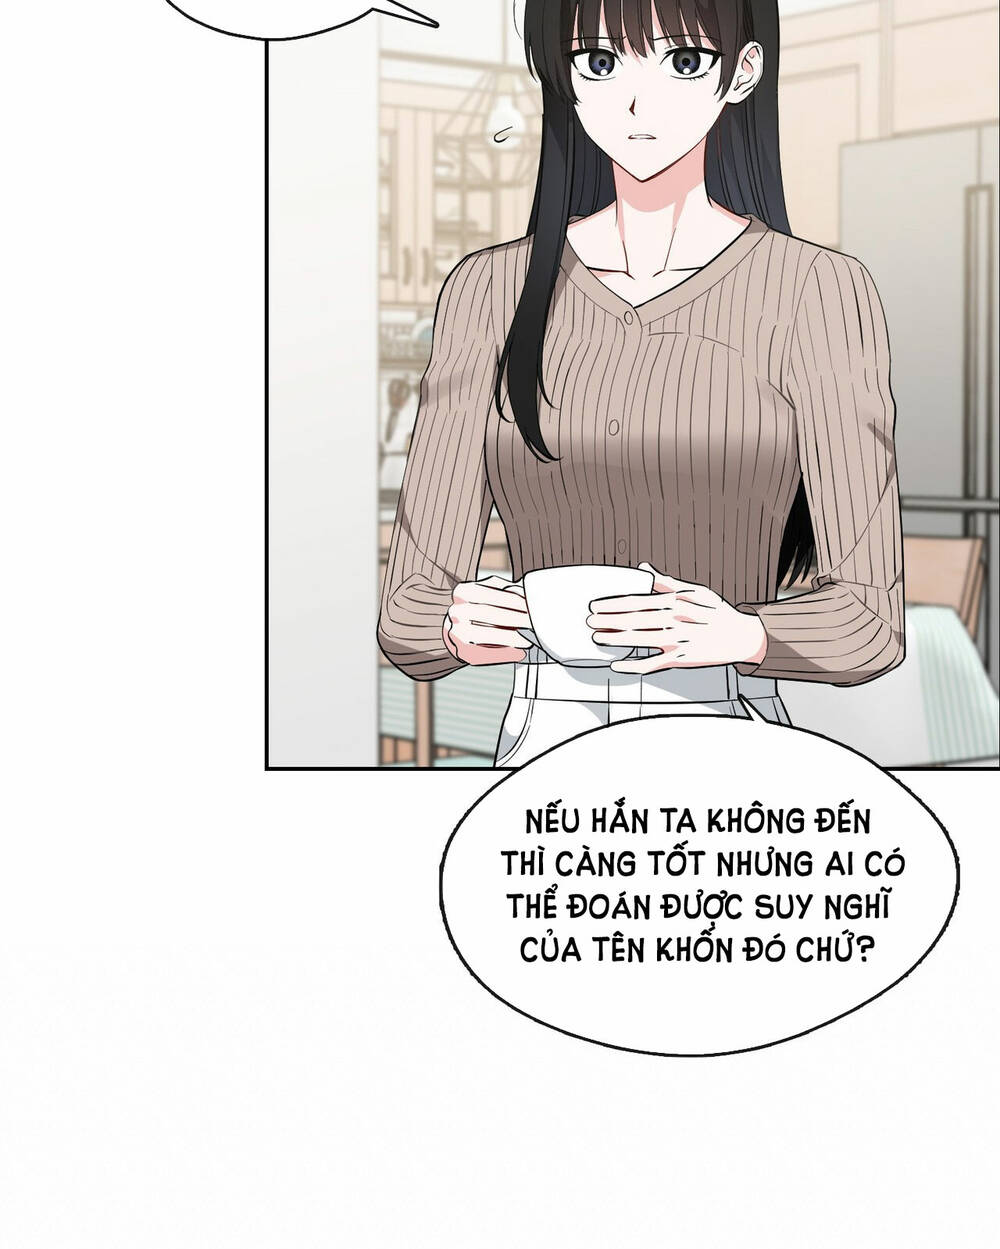 NẾU HẮN TA KHÔNG ĐẾN
THÌ CÀNG TỐT NHƯNG AI CÓ
THỂ ĐOÁN ĐƯỢC SUY NGHĨ
CỦA TÊN KHỐN ĐÓ CHỨ?